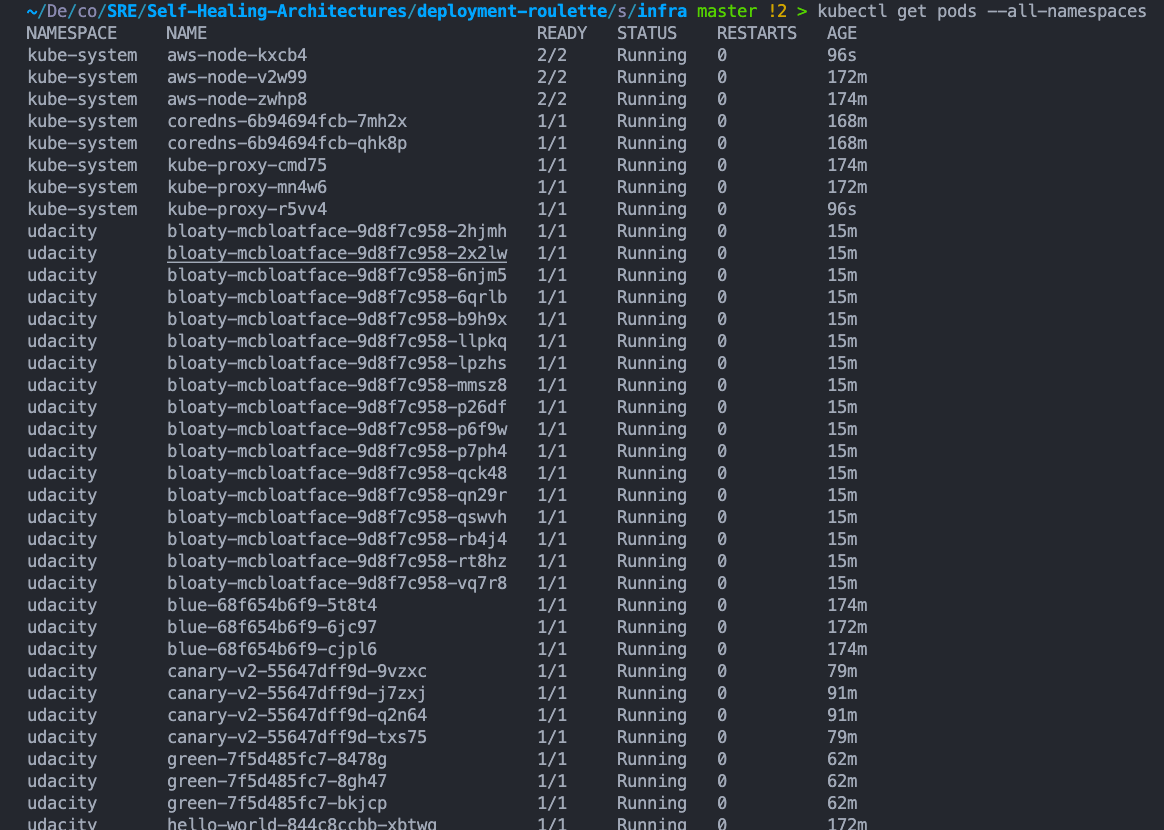 ~/De/co/SRE/Self-Healing-Architectures/deployment-roulette/s/infra master !2 > kubectl get pods --all-namespaces
NAMESPACE NAME READY STATUS RESTARTS AGE
kube-system aws-node-kxcb4 2/2 Running 0 96s
kube-system aws-node-v2w99 2/2 Running 0 172m
kube-system aws-node-zwhp8 2/2 Running 0 174m
kube-system coredns-6b94694fcb-7mh2x 1/1 Running 0 168m
kube-system coredns-6b94694fcb-qhk8p 1/1 Running 0 168m
kube-system kube-proxy-cmd75 1/1 Running 0 174m
kube-system kube-proxy-mn4w6 1/1 Running 0 172m
kube-system kube-proxy-r5vv4 1/1 Running 0 96s
udacity bloaty-mcbloatface-9d8f7c958-2hjmh 1/1 Running 0 15m
udacity bloaty-mcbloatface-9d8f7c958-2x2lw 1/1 Running 0 15m
udacity bloaty-mcbloatface-9d8f7c958-6njm5 1/1 Running 0 15m
udacity bloaty-mcbloatface-9d8f7c958-6qrlb 1/1 Running 0 15m
udacity bloaty-mcbloatface-9d8f7c958-b9h9x 1/1 Running 0 15m
udacity bloaty-mcbloatface-9d8f7c958-llpkq 1/1 Running 0 15m
udacity bloaty-mcbloatface-9d8f7c958-lpzhs 1/1 Running 0 15m
udacity bloaty-mcbloatface-9d8f7c958-mmsz8 1/1 Running 0 15m
udacity bloaty-mcbloatface-9d8f7c958-p26df 1/1 Running 0 15m
udacity bloaty-mcbloatface-9d8f7c958-p6f9w 1/1 Running 0 15m
udacity bloaty-mcbloatface-9d8f7c958-p7ph4 1/1 Running 0 15m
udacity bloaty-mcbloatface-9d8f7c958-qck48 1/1 Running 0 15m
udacity bloaty-mcbloatface-9d8f7c958-qn29r 1/1 Running 0 15m
udacity bloaty-mcbloatface-9d8f7c958-qswvh 1/1 Running 0 15m
udacity bloaty-mcbloatface-9d8f7c958-rb4j4 1/1 Running 0 15m
udacity bloaty-mcbloatface-9d8f7c958-rt8hz 1/1 Running 0 15m
udacity bloaty-mcbloatface-9d8f7c958-vq7r8 1/1 Running 0 15m
udacity blue-68f654b6f9-5t8t4 1/1 Running 0 174m
udacity blue-68f654b6f9-6jc97 1/1 Running 0 172m
udacity blue-68f654b6f9-cjpl6 1/1 Running 0 174m
udacity canary-v2-55647dff9d-9vzxc 1/1 Running 0 79m
udacity canary-v2-55647dff9d-j7zxj 1/1 Running 0 91m
udacity canary-v2-55647dff9d-q2n64 1/1 Running 0 91m
udacity canary-v2-55647dff9d-txs75 1/1 Running 0 79m
udacity green-7f5d485fc7-8478g 1/1 Running 0 62m
udacity green-7f5d485fc7-8gh47 1/1 Running 0 62m
udacity green-7f5d485fc7-bkjcp 1/1 Running 0 62m
udacity hello-world-844c8ccbb-xbtwq 1/1 Running 0 172m